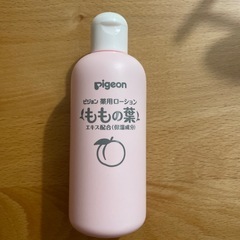 pigeon
ピジョン 薬用ローション
ももの葉
エキス配合(保湿成分)